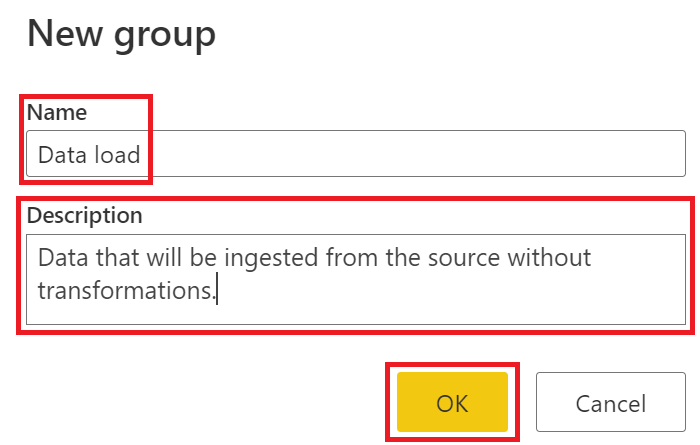 New group
Name
Data load
Description
Data that will be ingested from the source without
transformations.
OK
Cancel